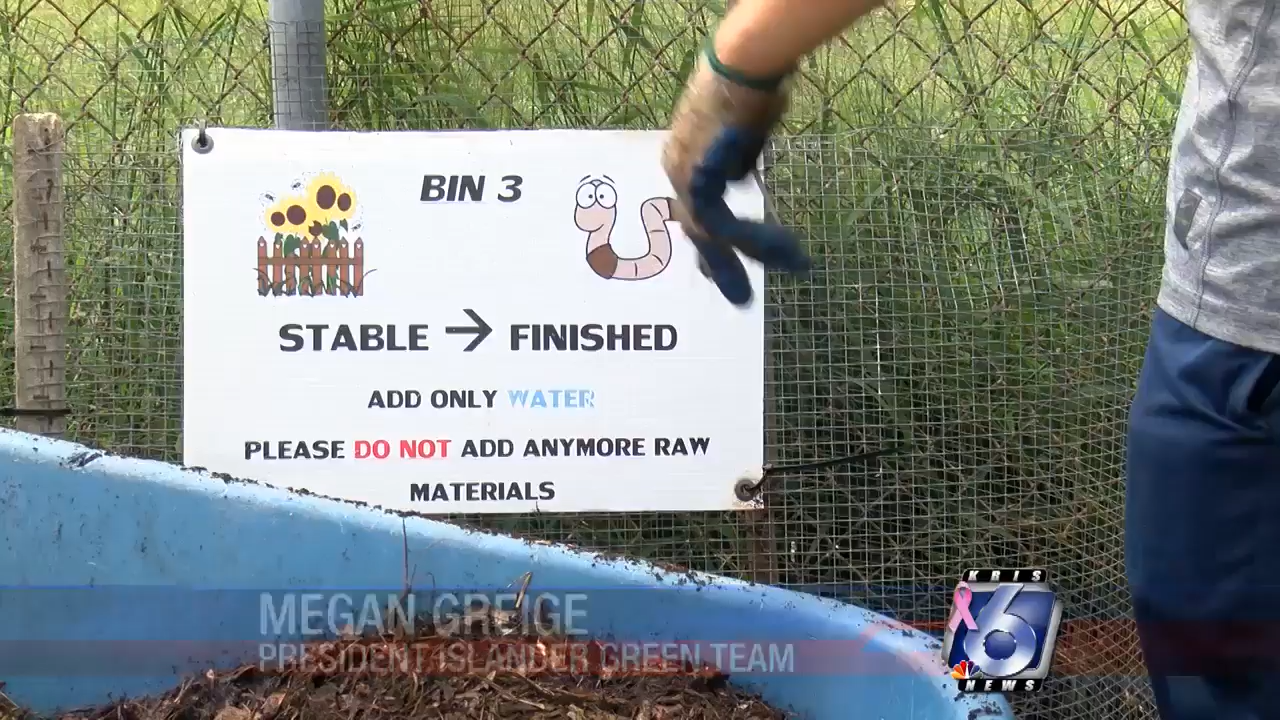 BIN 3
STABLE → FINISHED
ADD ONLY WATER
PLEASE DO NOT ADD ANYMORE RAW
MATERIALS
MEGAN GREIGE
PRESIDENT ISLANDER GREEN TEAM
KRIS
6
NEWS